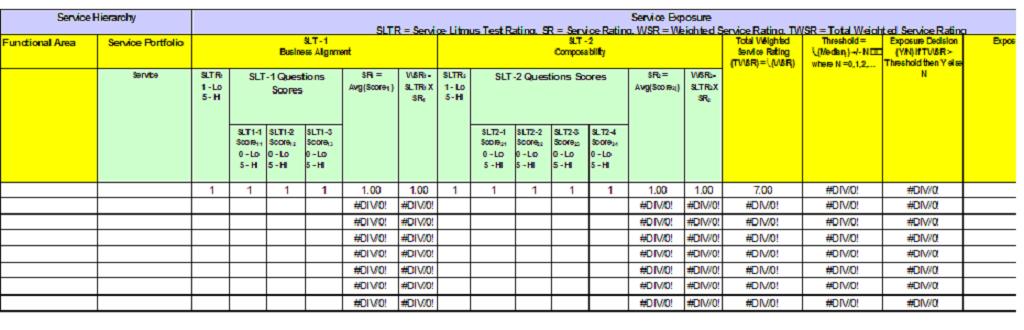 Service Hierarchy
Service Exposure
SLTR = Service Litmus Test Rating, SR = Service Rating, WSR = Weighted Service Rating, TWSR = Total Weighted Service Rating
Functional Area
Service Portfolio
SLT - 1
Business Alignment
SLT - 2
Composability
Total Weighted
Service Rating
(TWSR) = \(WSR)
Threshold =
\(Median,) +/- N
where N =0,1,2,...
Exposure Decision
(Y/N) If TWSR >
Threshold then Y else
N
Expos
Service
SLTR₁
1 - Lo
5 - HI
SLT-1 Questions
Scores
SR₁ =
Avg(Score₁)
WSR₁=
SLTR₁X
SR₁
SLTR₂
1 - Lo
5 - HI
SLT-2 Questions Scores
SR₂ =
Avg(Score₂)
WSR₂=
SLTR₂X
SR₂
SLT1-1
Score₁₁
0 - Lo
5 - HI
SLT1-2
Score₁₂
0 - Lo
5 - HI
SLT1-3
Score₁₃
0 - Lo
5 - HI
SLT2-1
Score₂₁
0 - Lo
5 - HI
SLT2-2
Score₂₂
0 - Lo
5 - HI
SLT2-3
Score₂₃
0 - Lo
5 - HI
SLT2-4
Score₂₄
0 - Lo
5 - HI
1 1 1 1 1.00 1.00 1 1 1 1 1 1.00 1.00 7.00 #DIV/0! #DIV/0!
#DIV/0! #DIV/0! #DIV/0! #DIV/0! #DIV/0! #DIV/0! #DIV/0!
#DIV/0! #DIV/0! #DIV/0! #DIV/0! #DIV/0! #DIV/0! #DIV/0!
#DIV/0! #DIV/0! #DIV/0! #DIV/0! #DIV/0! #DIV/0! #DIV/0!
#DIV/0! #DIV/0! #DIV/0! #DIV/0! #DIV/0! #DIV/0! #DIV/0!
#DIV/0! #DIV/0! #DIV/0! #DIV/0! #DIV/0! #DIV/0! #DIV/0!
#DIV/0! #DIV/0! #DIV/0! #DIV/0! #DIV/0! #DIV/0! #DIV/0!
#DIV/0! #DIV/0! #DIV/0! #DIV/0! #DIV/0! #DIV/0! #DIV/0!